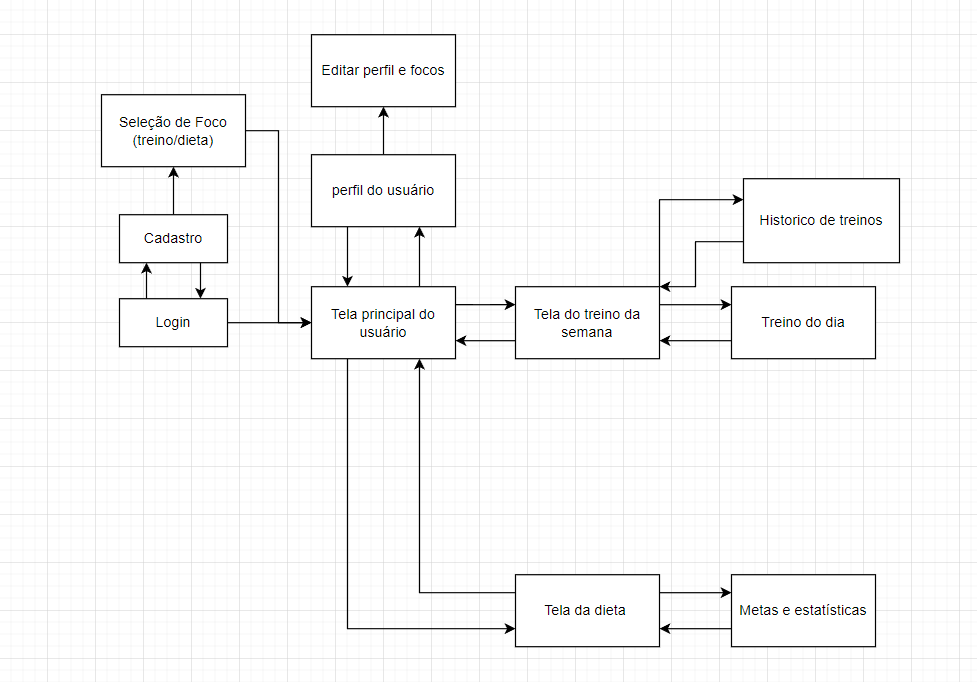 Editar perfil e focos
Seleção de Foco
(treino/dieta)
perfil do usuário
Historico de treinos
Cadastro
Login
Tela principal do
usuário
Tela do treino da
semana
Treino do dia
Tela da dieta
Metas e estatísticas